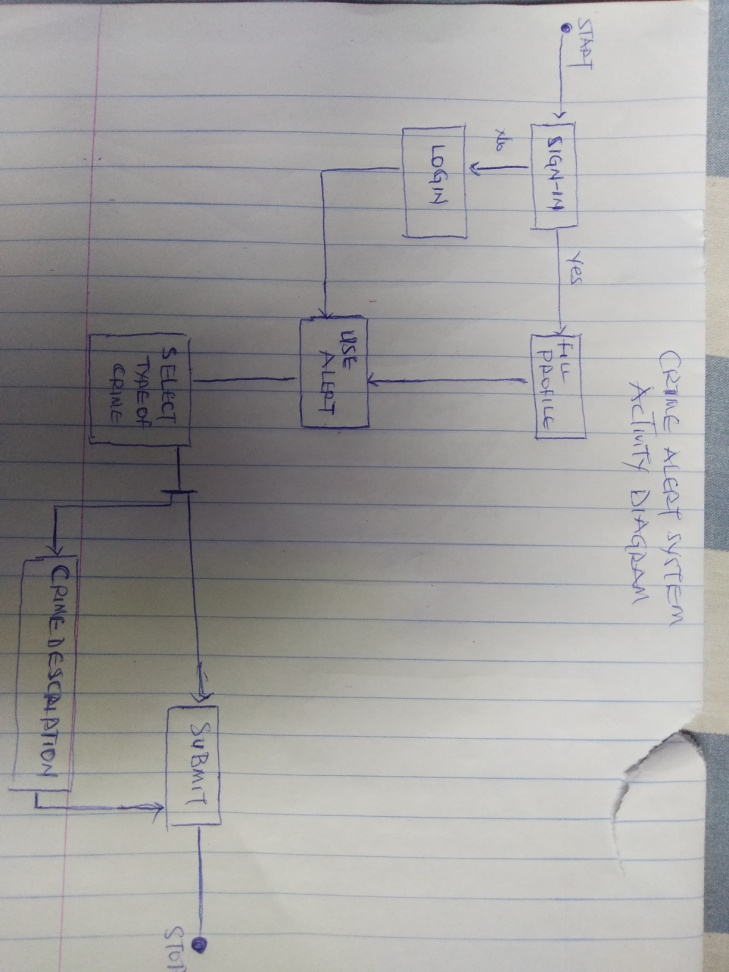 CRIME ALERT SYSTEM
ACTIVITY DIAGRAM
START
SIGN-IN
Yes
FILL
PROFILE
No
LOGIN
USE
ALERT
SELECT
TYPE OF
CRIME
SUBMIT
STOP
CRIME DESCRIPTION